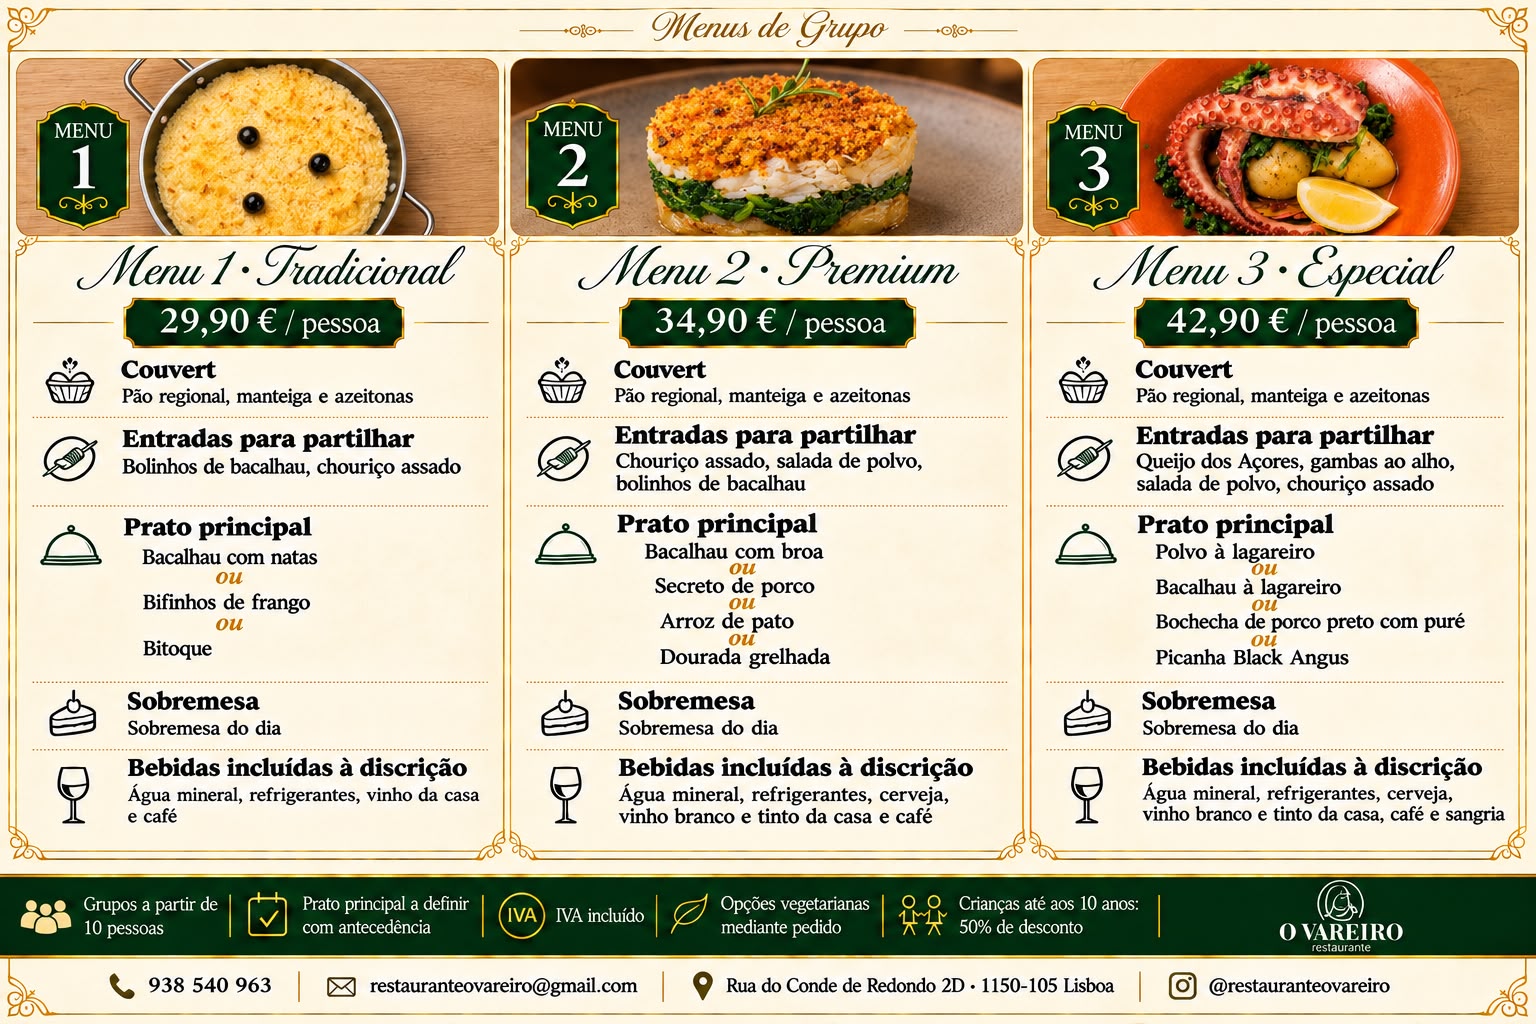 Menus de Grupo
MENU
1
Menu 1 • Tradicional
29,90 € / pessoa
Couvert
Pão regional, manteiga e azeitonas
Entradas para partilhar
Bolinhos de bacalhau, chouriço assado
Prato principal
Bacalhau com natas
ou
Bifinhos de frango
ou
Bitoque
Sobremesa
Sobremesa do dia
Bebidas incluídas à discrição
Água mineral, refrigerantes, vinho da casa
e café
MENU
2
Menu 2 • Premium
34,90 € / pessoa
Couvert
Pão regional, manteiga e azeitonas
Entradas para partilhar
Chouriço assado, salada de polvo,
bolinhos de bacalhau
Prato principal
Bacalhau com broa
ou
Secreto de porco
ou
Arroz de pato
ou
Dourada grelhada
Sobremesa
Sobremesa do dia
Bebidas incluídas à discrição
Água mineral, refrigerantes, cerveja,
vinho branco e tinto da casa e café
MENU
3
Menu 3 • Especial
42,90 € / pessoa
Couvert
Pão regional, manteiga e azeitonas
Entradas para partilhar
Queijo dos Açores, gambas ao alho,
salada de polvo, chouriço assado
Prato principal
Polvo à lagareiro
ou
Bacalhau à lagareiro
ou
Bochecha de porco preto com puré
ou
Picanha Black Angus
Sobremesa
Sobremesa do dia
Bebidas incluídas à discrição
Água mineral, refrigerantes, cerveja,
vinho branco e tinto da casa, café e sangria
Grupos a partir de
10 pessoas
Prato principal a definir
com antecedência
IVA
IVA incluído
Opções vegetarianas
mediante pedido
Crianças até aos 10 anos:
50% de desconto
O VAREIRO
restaurante
938 540 963
restauranteovareiro@gmail.com
Rua do Conde de Redondo 2D • 1150-105 Lisboa
@restauranteovareiro